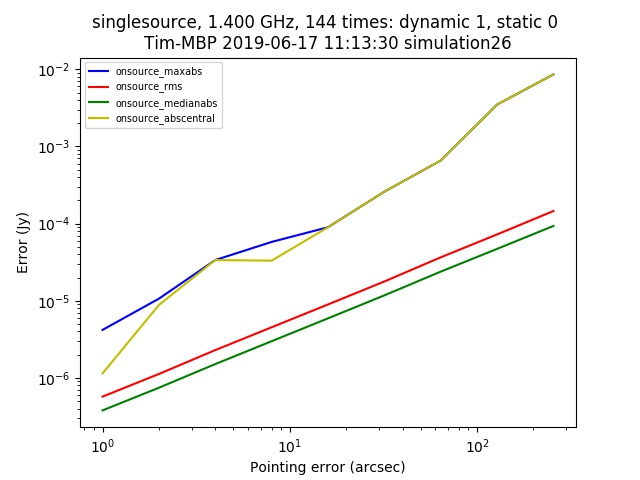 singlesource, 1.400 GHz, 144 times: dynamic 1, static 0
Tim-MBP 2019-06-17 11:13:30 simulation26
onsource_maxabs
onsource_rms
onsource_medianabs
onsource_abscentral
Error (Jy)
10⁻²
10⁻³
10⁻⁴
10⁻⁵
10⁻⁶
10⁰ 10¹ 10²
Pointing error (arcsec)